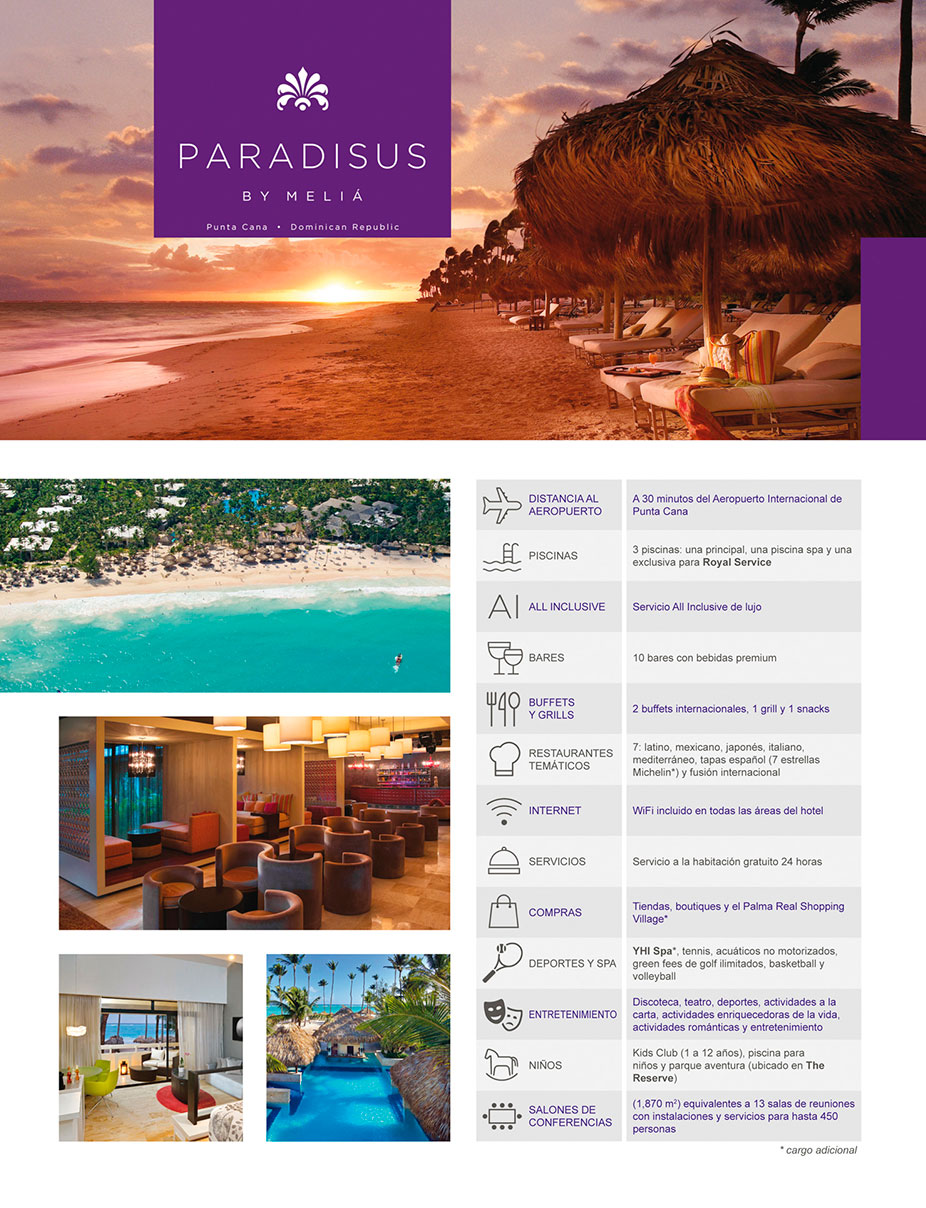 PARADISUS
BY MELIÁ
Punta Cana • Dominican Republic
DISTANCIA AL
AEROPUERTO
A 30 minutos del Aeropuerto Internacional de
Punta Cana
PISCINAS
3 piscinas: una principal, una piscina spa y una
exclusiva para Royal Service
AI
ALL INCLUSIVE
Servicio All Inclusive de lujo
BARES
10 bares con bebidas premium
BUFFETS
Y GRILLS
2 buffets internacionales, 1 grill y 1 snacks
RESTAURANTES
TEMÁTICOS
7: latino, mexicano, japonés, italiano,
mediterráneo, tapas español (7 estrellas
Michelin*) y fusión internacional
INTERNET
WiFi incluido en todas las áreas del hotel
SERVICIOS
Servicio a la habitación gratuito 24 horas
COMPRAS
Tiendas, boutiques y el Palma Real Shopping
Village*
DEPORTES Y SPA
YHI Spa*, tennis, acuáticos no motorizados,
green fees de golf ilimitados, basketball y
volleyball
ENTRETENIMIENTO
Discoteca, teatro, deportes, actividades a la
carta, actividades enriquecedoras de la vida,
actividades románticas y entretenimiento
NIÑOS
Kids Club (1 a 12 años), piscina para
niños y parque aventura (ubicado en The
Reserve)
SALONES DE
CONFERENCIAS
(1,870 m²) equivalentes a 13 salas de reuniones
con instalaciones y servicios para hasta 450
personas
* cargo adicional